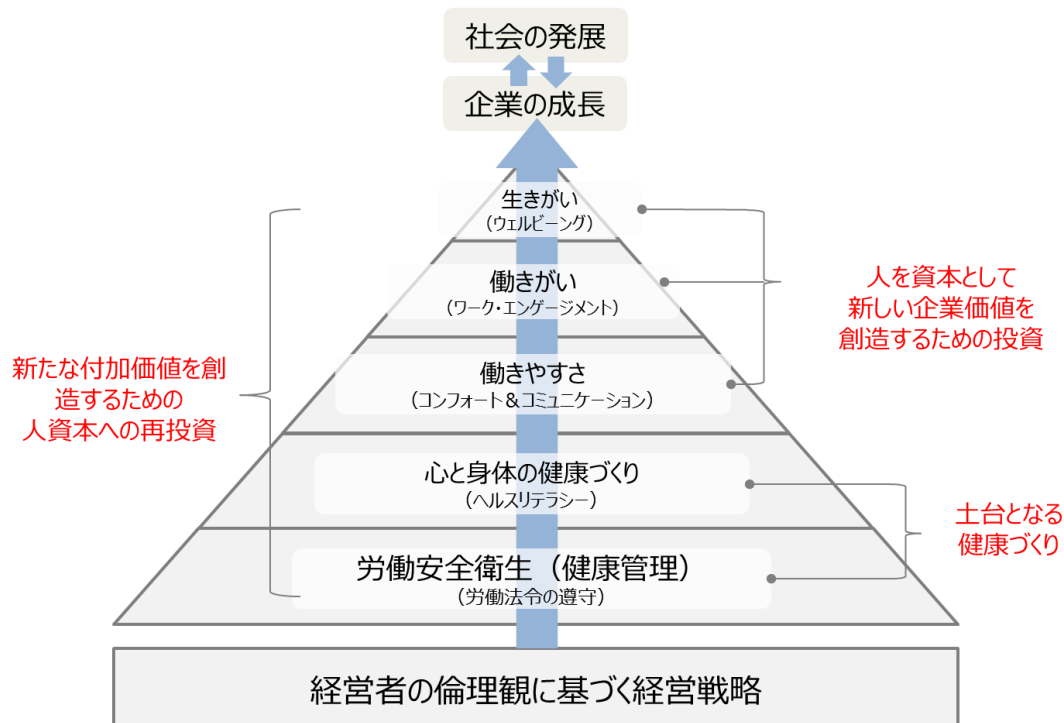 社会の発展
企業の成長
生きがい
（ウェルビーング）
働きがい
（ワーク・エンゲージメント）
働きやすさ
（コンフォート＆コミュニケーション）
心と身体の健康づくり
（ヘルスリテラシー）
労働安全衛生（健康管理）
（労働法令の遵守）
経営者の倫理観に基づく経営戦略
新たな付加価値を創
造するための
人資本への再投資
人を資本として
新しい企業価値を
創造するための投資
土台となる
健康づくり